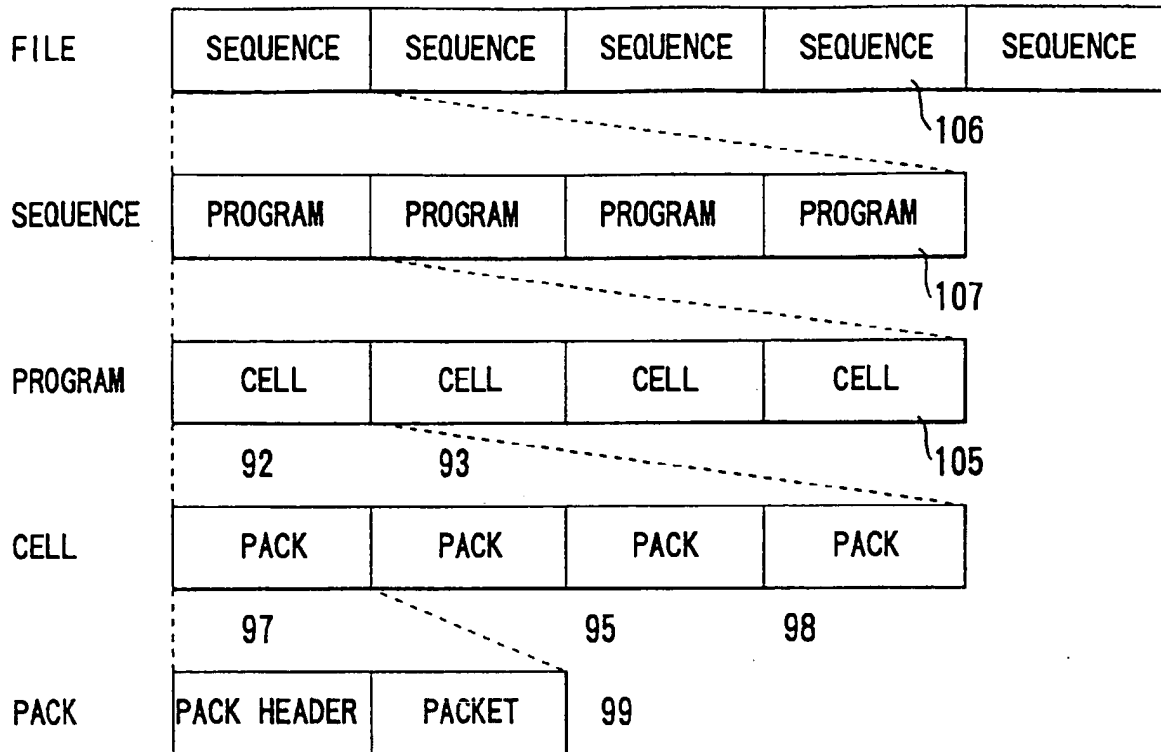 FILE SEQUENCE SEQUENCE SEQUENCE SEQUENCE SEQUENCE
106
SEQUENCE PROGRAM PROGRAM PROGRAM PROGRAM
107
PROGRAM CELL CELL CELL CELL
92 93 105
CELL PACK PACK PACK PACK
97 95 98
PACK PACK HEADER PACKET 99